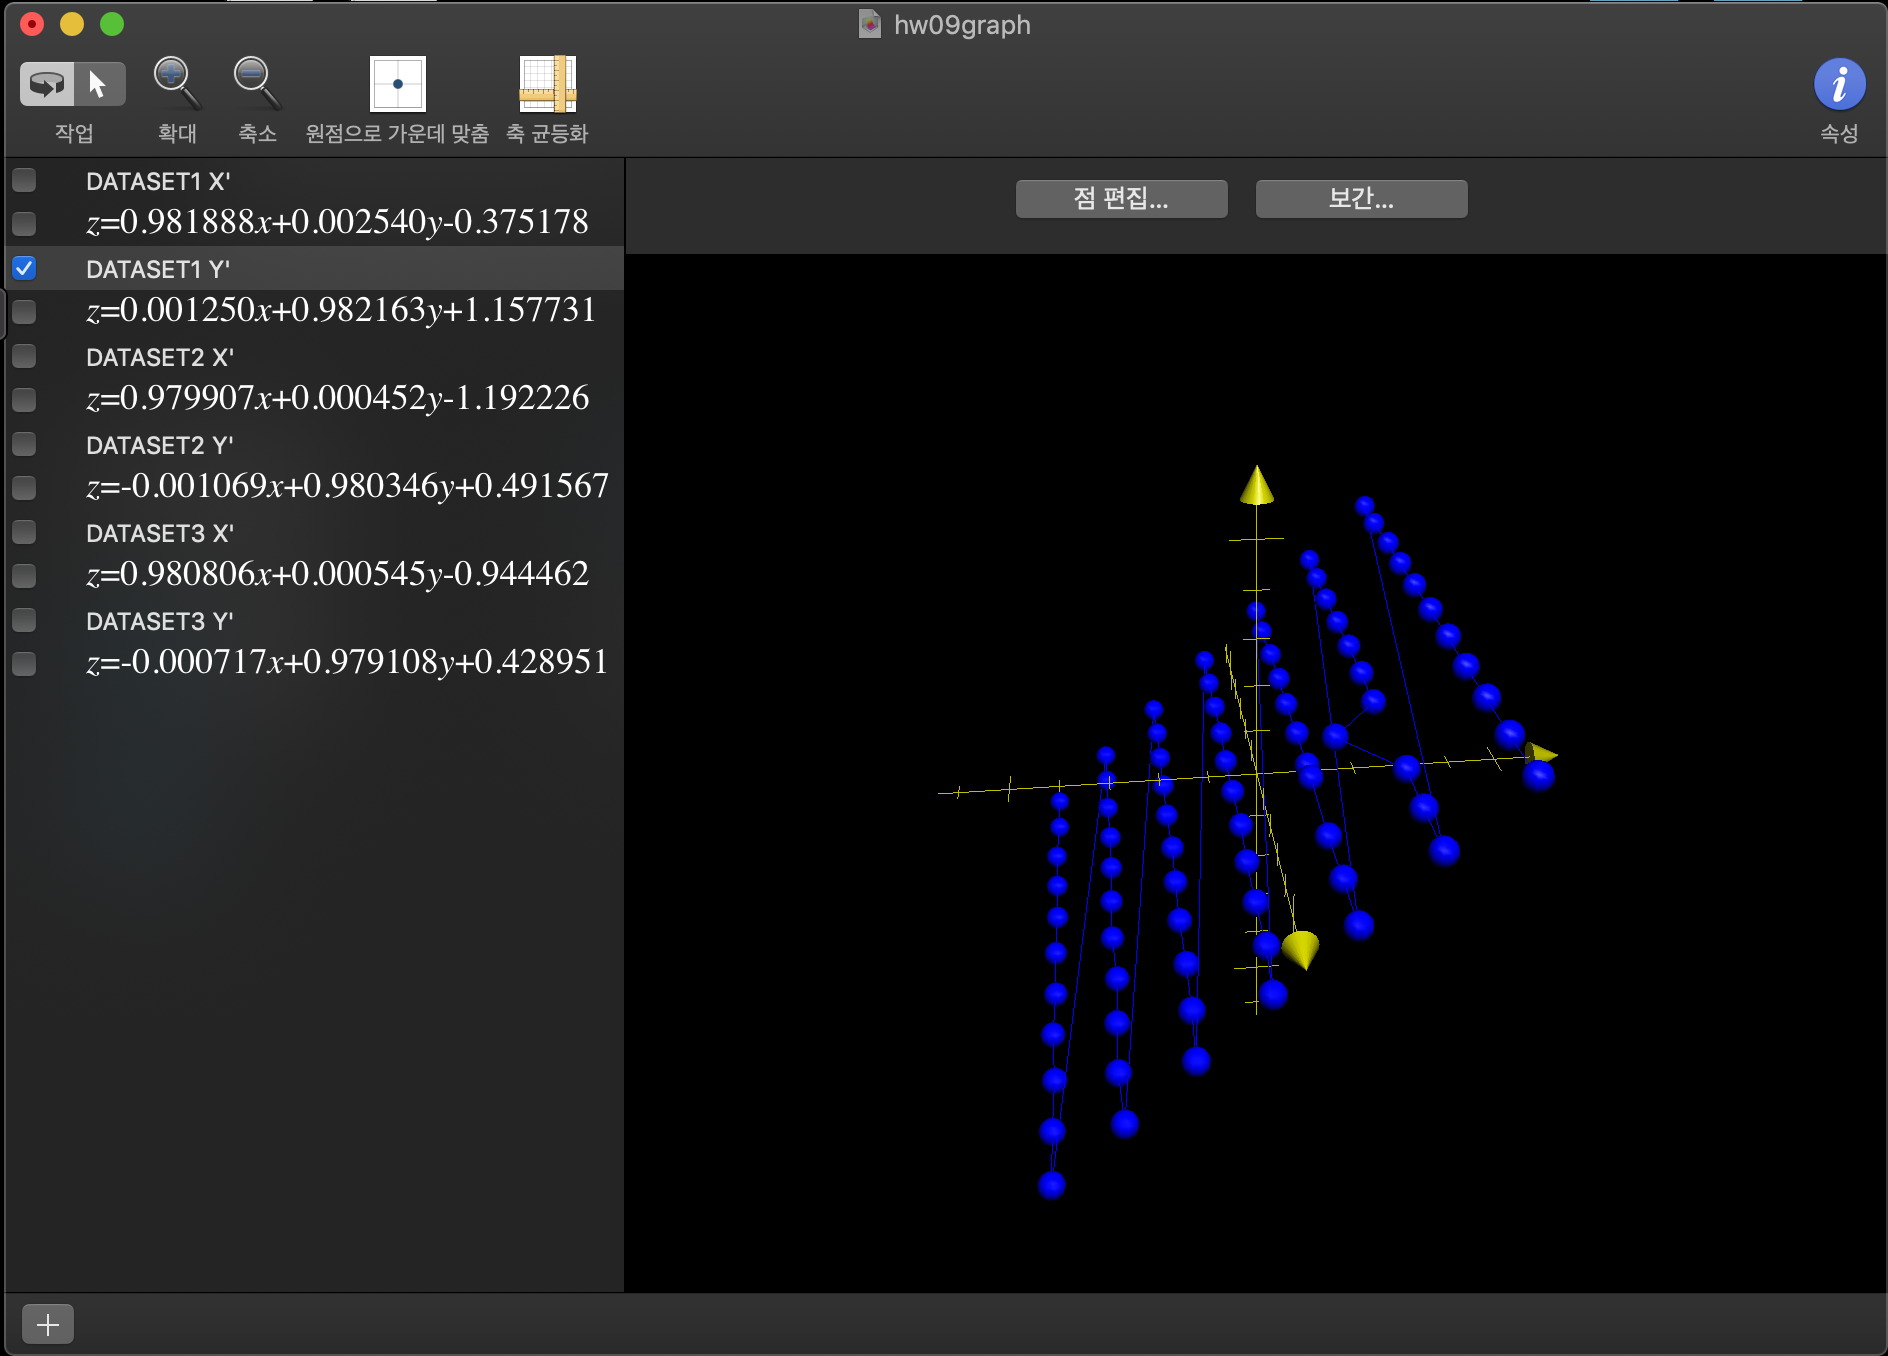 hw09graph
작업
확대
축소
원점으로 가운데 맞춤
축 균등화
속성
점 편집...
보간...
DATASET1 X'
z=0.981888x+0.002540y-0.375178
DATASET1 Y'
z=0.001250x+0.982163y+1.157731
DATASET2 X'
z=0.979907x+0.000452y-1.192226
DATASET2 Y'
z=-0.001069x+0.980346y+0.491567
DATASET3 X'
z=0.980806x+0.000545y-0.944462
DATASET3 Y'
z=-0.000717x+0.979108y+0.428951